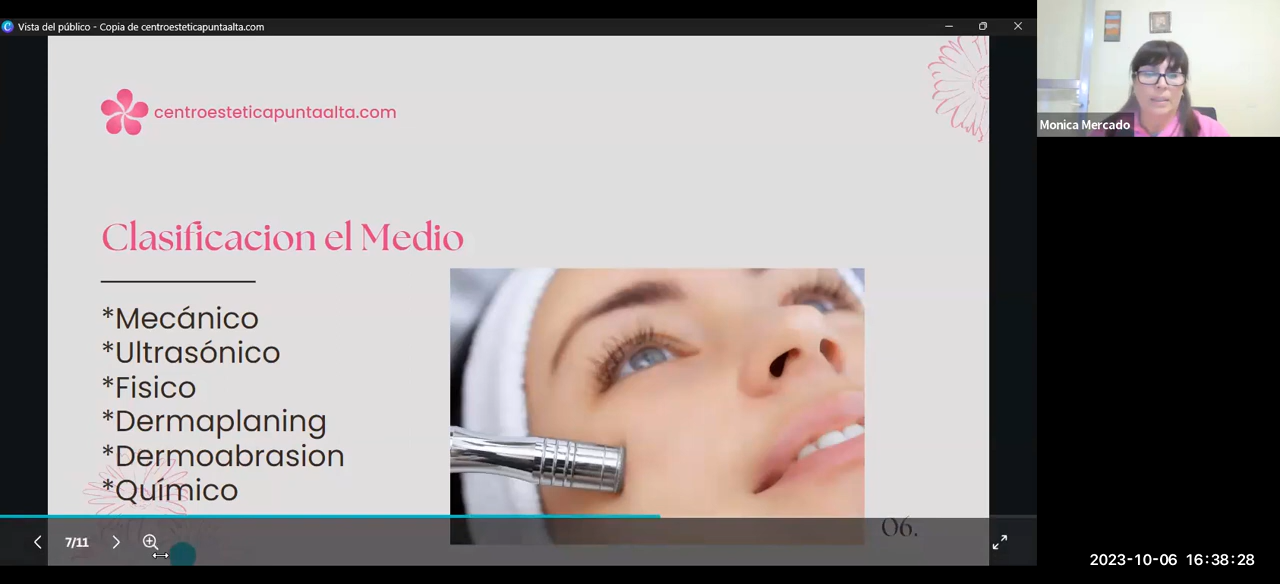 Vista del público - Copia de centroesteticapuntaalta.com
centroesteticapuntaalta.com
Monica Mercado
Clasificacion el Medio
*Mecánico
*Ultrasónico
*Fisico
*Dermaplaning
*Dermoabrasion
*Químico
06.
7/11
2023-10-06 16:38:28